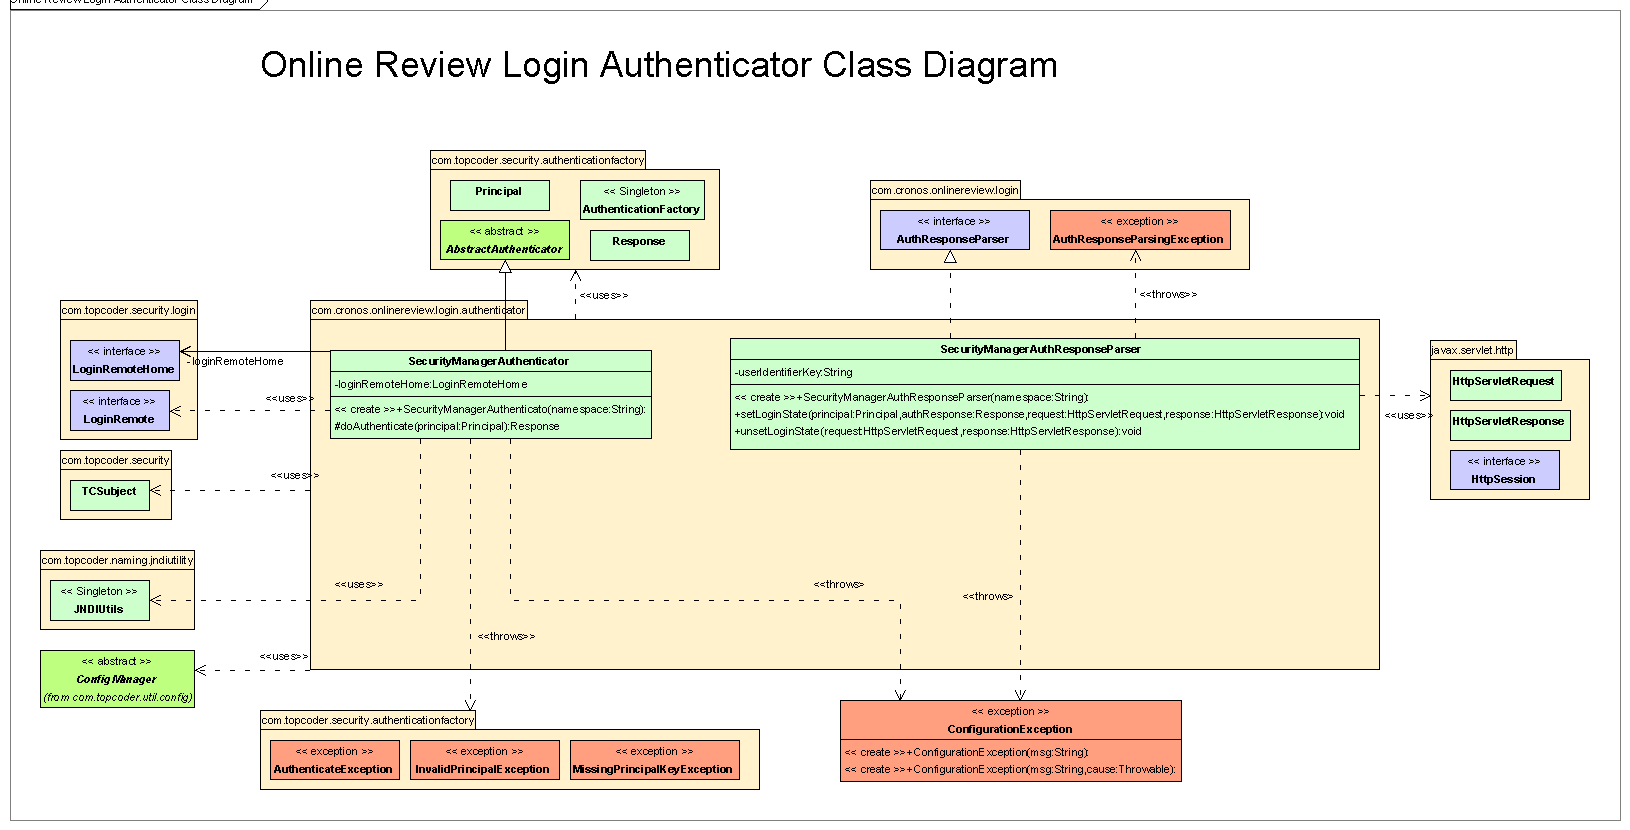 Online Review Login Authenticator Class Diagram
Online Review Login Authenticator Class Diagram
com.topcoder.security.authenticationfactory
Principal
<< Singleton >>
AuthenticationFactory
<< abstract >>
AbstractAuthenticator
Response
com.cronos.onlinereview.login
<< interface >>
AuthResponseParser
<< exception >>
AuthResponseParsingException
<<uses>>
<<throws>>
com.topcoder.security.login
<< interface >>
LoginRemoteHome
<< interface >>
LoginRemote
-loginRemoteHome
<<uses>>
com.cronos.onlinereview.login.authenticator
SecurityManagerAuthenticator
-loginRemoteHome:LoginRemoteHome
<< create >>+SecurityManagerAuthenticato(namespace:String):
#doAuthenticate(principal:Principal):Response
SecurityManagerAuthResponseParser
-userIdentifierKey:String
<< create >>+SecurityManagerAuthResponseParser(namespace:String):
+setLoginState(principal:Principal,authResponse:Response,request:HttpServletRequest,response:HttpServletResponse):void
+unsetLoginState(request:HttpServletRequest,response:HttpServletResponse):void
javax.servlet.http
HttpServletRequest
HttpServletResponse
<< interface >>
HttpSession
<<uses>>
com.topcoder.security
TCSubject
<<uses>>
com.topcoder.naming.jndiutility
<< Singleton >>
JNDIUtils
<<uses>>
<<throws>
<<throws>
<<throws>>
<< abstract >>
ConfigManager
(from com.topcoder.util.config)
<<uses>>
com.topcoder.security.authenticationfactory
<< exception >>
AuthenticateException
<< exception >>
InvalidPrincipalException
<< exception >>
MissingPrincipalKeyException
<< exception >>
ConfigurationException
<< create >>+ConfigurationException(msg:String):
<< create >>+ConfigurationException(msg:String,cause:Throwable):